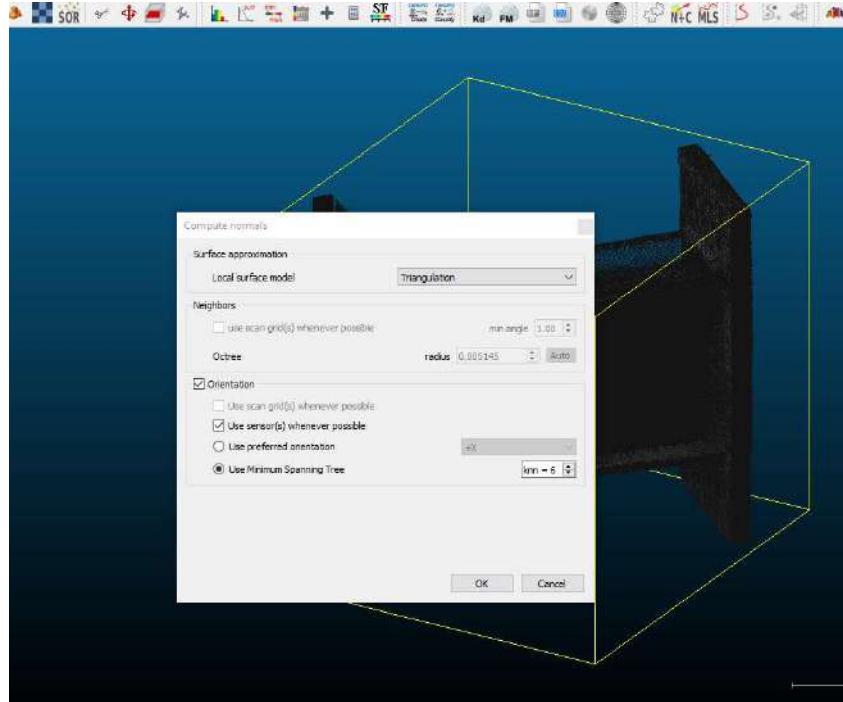 SOR SF Kd FM N+C MLS S S.
Compute normals
Surface approximation
Local surface model Triangulation
Neighbors
use scan grid(s) whenever possible min angle 1.00
Octree radius 0.005145 Auto
Orientation
Use scan grid(s) whenever possible
Use sensor(s) whenever possible
Use preferred orientation +X
Use Minimum Spanning Tree knn = 6
OK Cancel